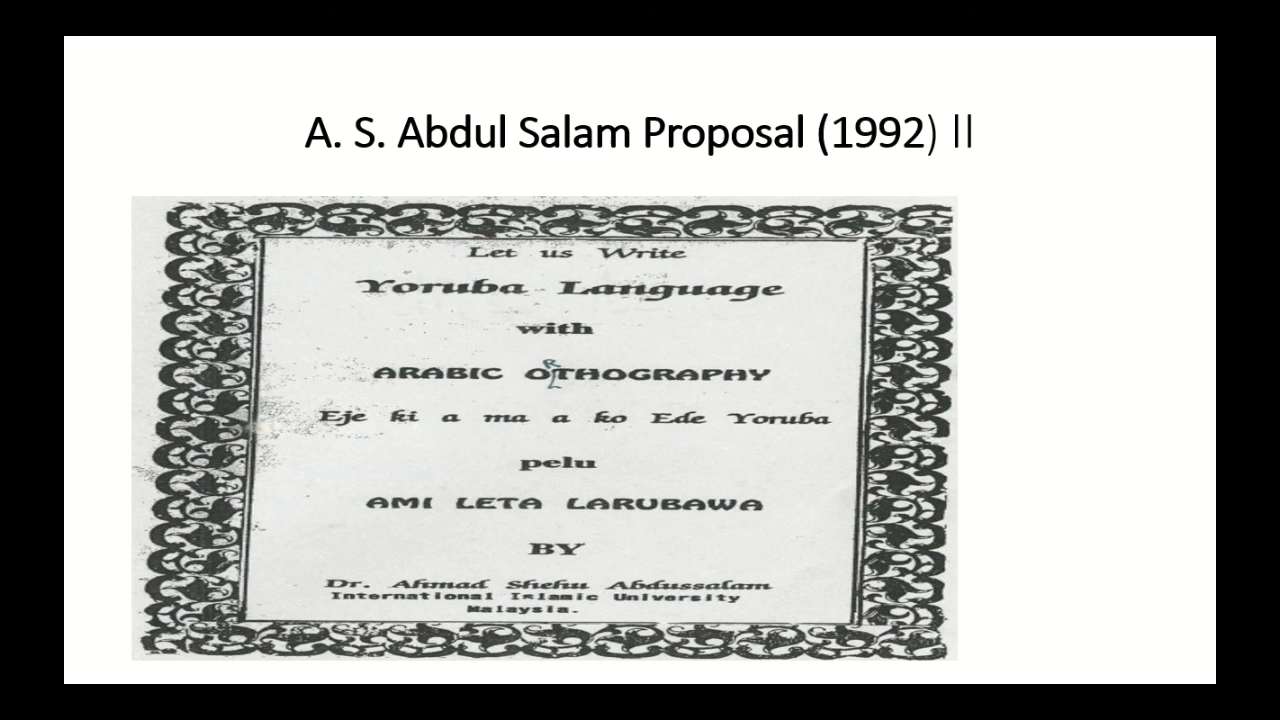 A. S. Abdul Salam Proposal (1992) II
Let us Write
Yoruba Language
with
ARABIC OTHOGRAPHY
R
Eje ki a ma a ko Ede Yoruba
pelu
AMI LETA LARUBAWA
BY
Dr. Ahmad Shehu Abdussalam
International Islamic University
Malaysia.